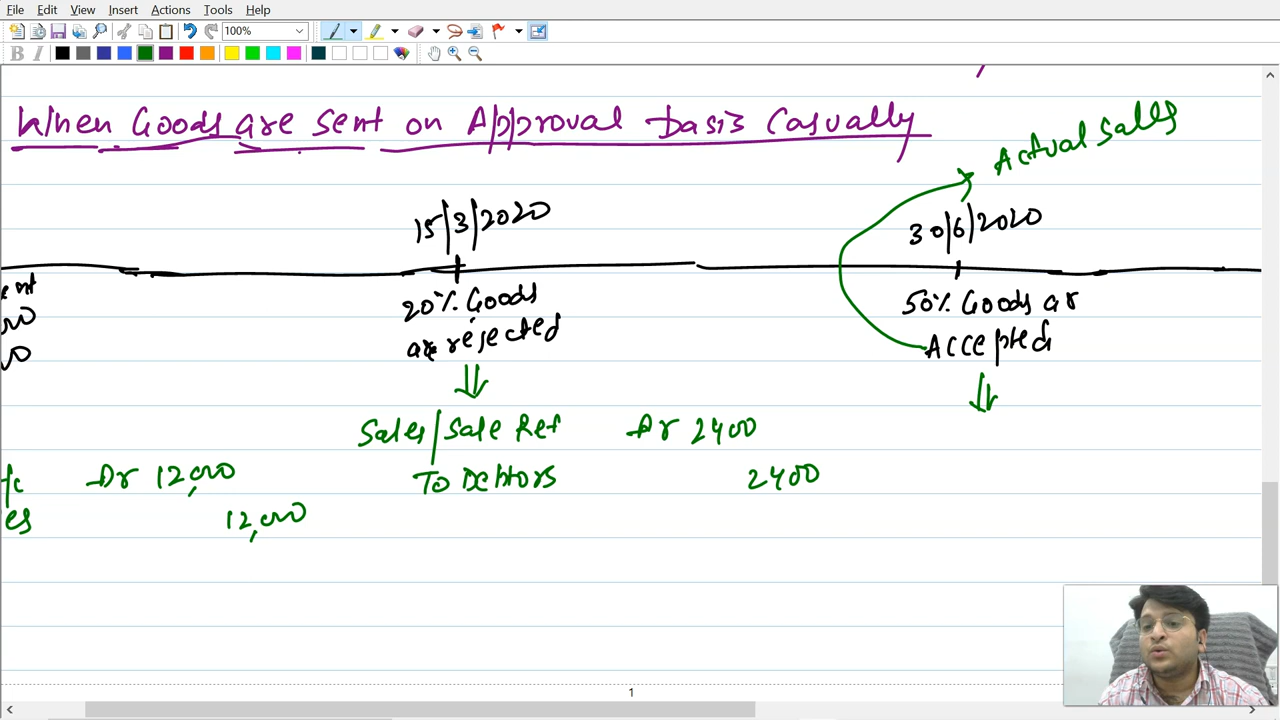 File Edit View Insert Actions Tools Help
100%
B I
When Goods are sent on Approval basis Casually
Actual Sales
15/3/2020
30/6/2020
20% Goods
are rejected
50% Goods ar
Accepted
Sales/Sale Ret Dr 2400
To Debtors 2400
Dr 12,000
es 12,000
1